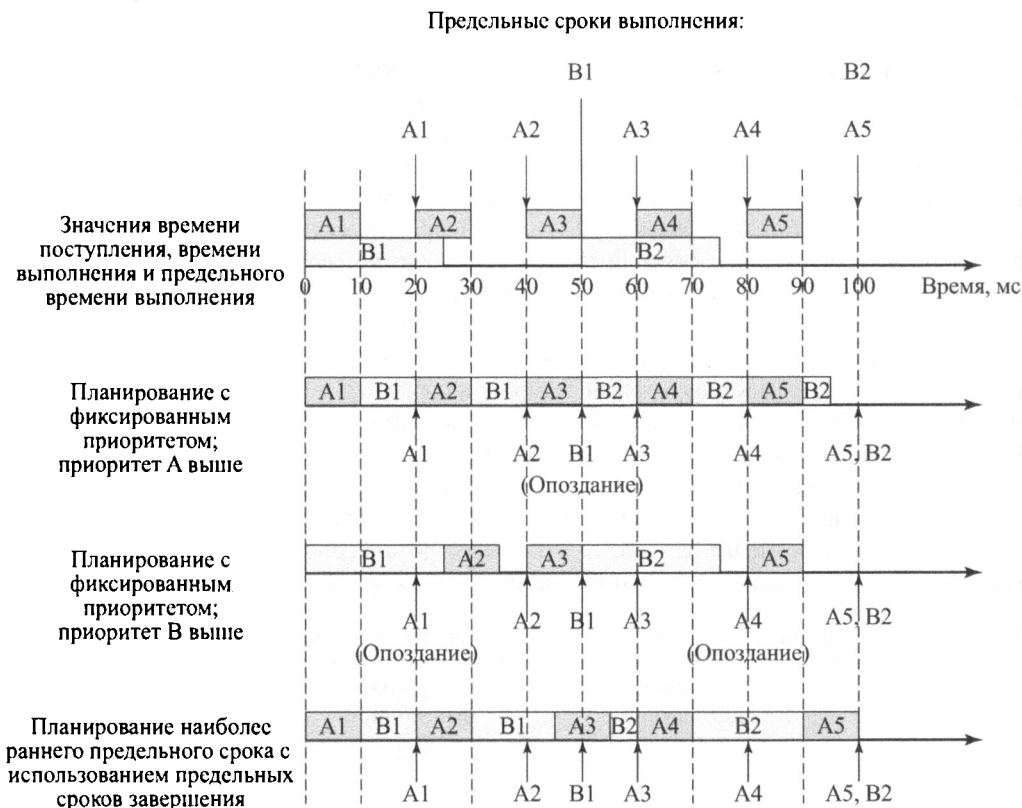 Предельные сроки выполнения:
B1 B2
A1 A2 A3 A4 A5
Значения времени
поступления, времени
выполнения и предельного
времени выполнения
A1 A2 A3 A4 A5
B1 B2
0 10 20 30 40 50 60 70 80 90 100 Время, мс
Планирование с
фиксированным
приоритетом;
приоритет A выше
A1 B1 A2 B1 A3 B2 A4 B2 A5 B2
A1 A2 B1 A3 A4 A5, B2
(Опоздание)
Планирование с
фиксированным
приоритетом;
приоритет B выше
B1 A2 A3 B2 A5
A1 A2 B1 A3 A4 A5, B2
(Опоздание) (Опоздание)
Планирование наиболее
раннего предельного срока с
использованием предельных
сроков завершения
A1 B1 A2 B1 A3 B2 A4 B2 A5
A1 A2 B1 A3 A4 A5, B2